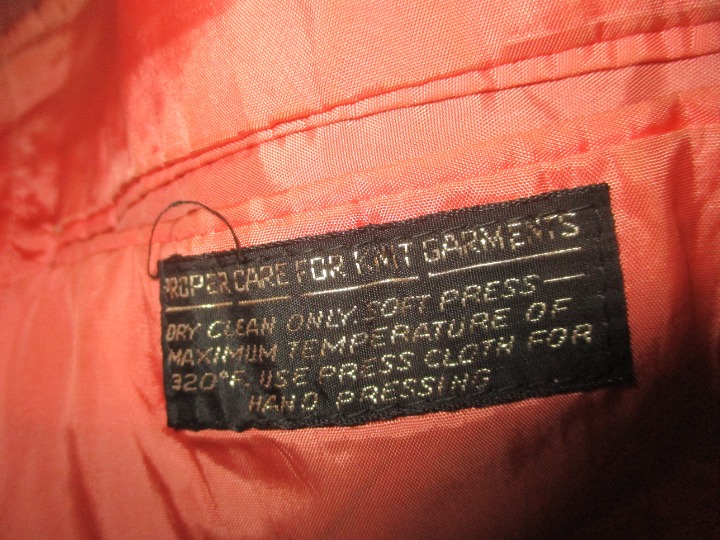 PROPER CARE FOR KNIT GARMENTS
DRY CLEAN ONLY. SOFT PRESS—
MAXIMUM TEMPERATURE OF
320°F. USE PRESS CLOTH FOR
HAND PRESSING